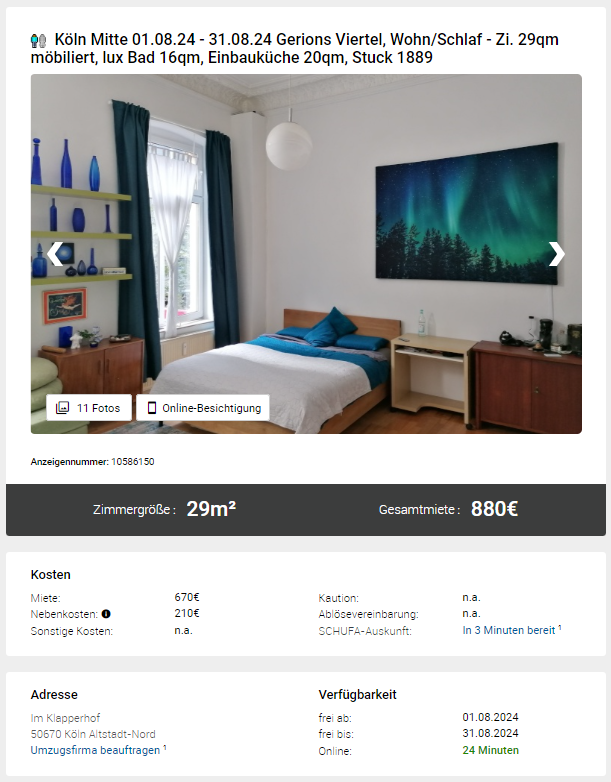 Köln Mitte 01.08.24 - 31.08.24 Gerions Viertel, Wohn/Schlaf - Zi. 29qm
möbiliert, lux Bad 16qm, Einbauküche 20qm, Stuck 1889
11 Fotos
Online-Besichtigung
Anzeigennummer: 10586150
Zimmergröße : 29m²
Gesamtmiete : 880€
Kosten
Miete: 670€
Nebenkosten: 210€
Sonstige Kosten: n.a.
Kaution: n.a.
Ablösevereinbarung: n.a.
SCHUFA-Auskunft: In 3 Minuten bereit ¹
Adresse
Im Klapperhof
50670 Köln Altstadt-Nord
Umzugsfirma beauftragen ¹
Verfügbarkeit
frei ab: 01.08.2024
frei bis: 31.08.2024
Online: 24 Minuten